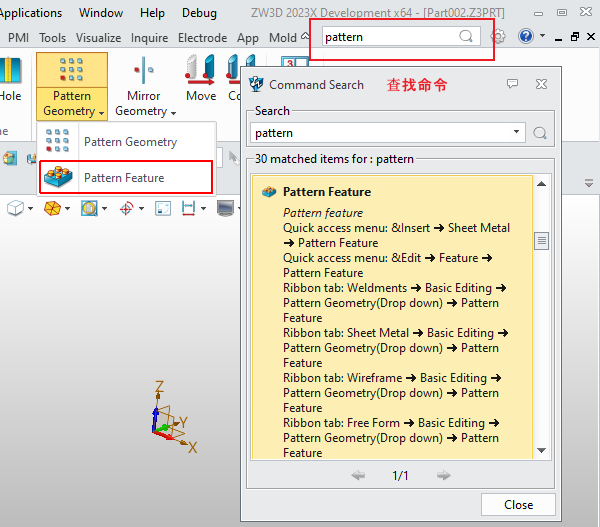 Applications Window Help Debug ZW3D 2023X Development x64 - [Part002.Z3PRT]
PMI Tools Visualize Inquire Electrode App Mold
pattern
Hole
Pattern Geometry
Mirror Geometry
Move
Pattern Geometry
Pattern Feature
Command Search 查找命令
Search
pattern
30 matched items for : pattern
Pattern Feature
Pattern feature
Quick access menu: &Insert ➔ Sheet Metal
➔ Pattern Feature
Quick access menu: &Edit ➔ Feature ➔
Pattern Feature
Ribbon tab: Weldments ➔ Basic Editing ➔
Pattern Geometry(Drop down) ➔ Pattern
Feature
Ribbon tab: Sheet Metal ➔ Basic Editing ➔
Pattern Geometry(Drop down) ➔ Pattern
Feature
Ribbon tab: Wireframe ➔ Basic Editing ➔
Pattern Geometry(Drop down) ➔ Pattern
Feature
Ribbon tab: Free Form ➔ Basic Editing ➔
Pattern Geometry(Drop down) ➔ Pattern
Feature
1/1
Close
Z
Y
X